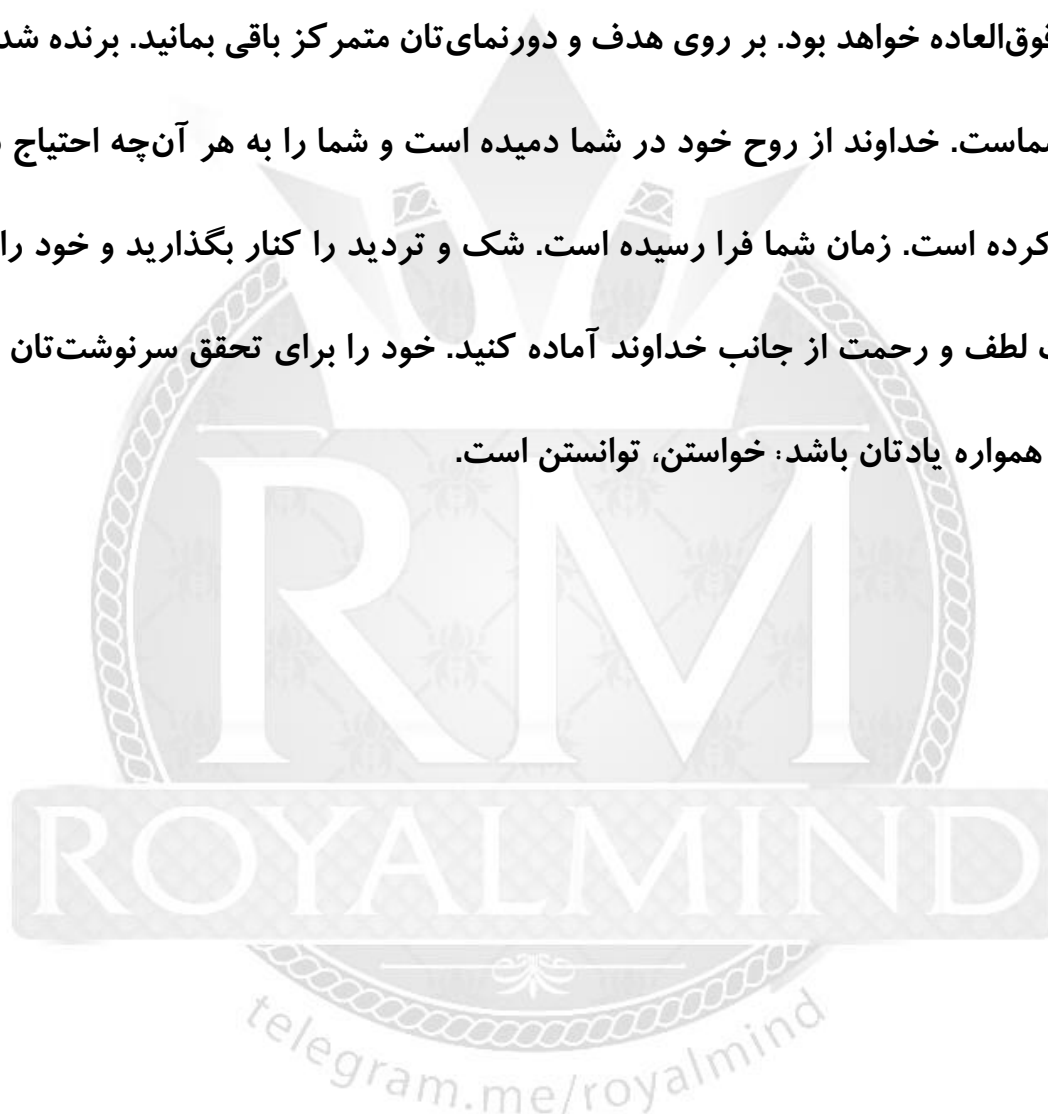 فوق‌العاده خواهد بود. بر روی هدف و دورنمای‌تان متمرکز باقی بمانید. برنده شد
ماست. خداوند از روح خود در شما دمیده است و شما را به هر آن‌چه احتیاج
کرده است. زمان شما فرا رسیده است. شک و تردید را کنار بگذارید و خود را
لطف و رحمت از جانب خداوند آماده کنید. خود را برای تحقق سرنوشت‌تان
همواره یادتان باشد: خواستن، توانستن است.
RM
ROYALMIND
telegram.me/royalmind